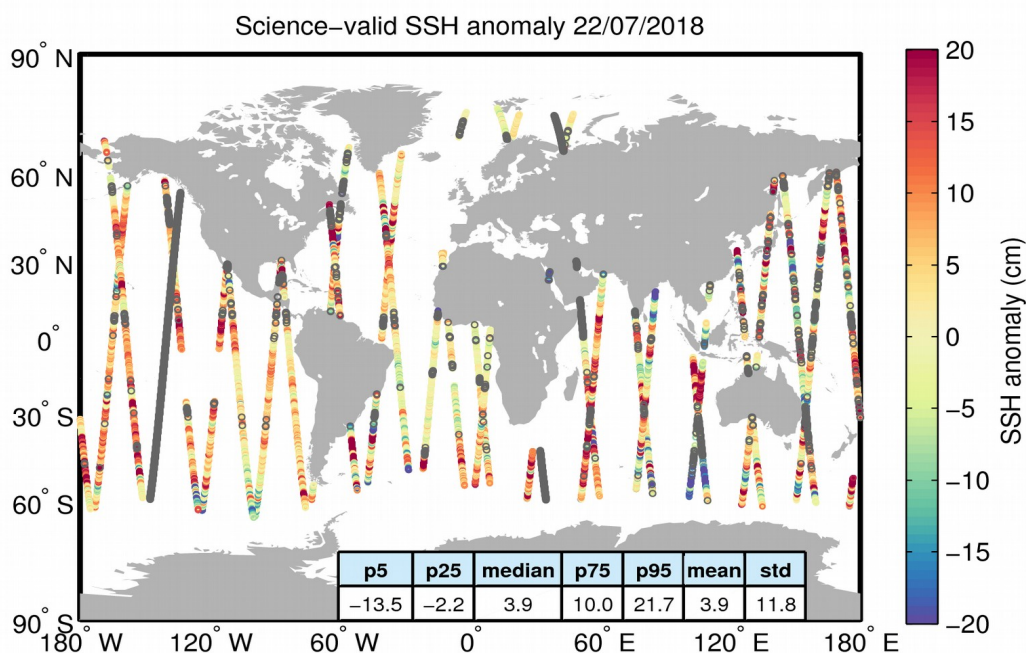 Science−valid SSH anomaly 22/07/2018
90° N
60° N
30° N
0°
30° S
60° S
90° S
180° W
120° W
60° W
0°
60° E
120° E
180° E
p5 p25 median p75 p95 mean std
−13.5 −2.2 3.9 10.0 21.7 3.9 11.8
20
15
10
5
0
−5
−10
−15
−20
SSH anomaly (cm)